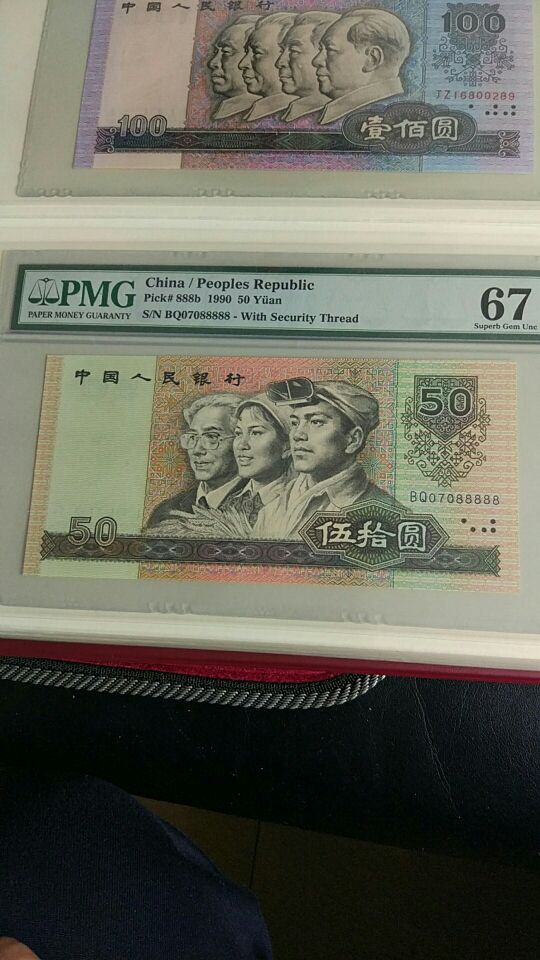 中国人民银行
100
JZ16800289
100
壹佰圆
PMG
PAPER MONEY GUARANTY
China / Peoples Republic
Pick# 888b 1990 50 Yüan
S/N BQ07088888 - With Security Thread
67
Superb Gem Unc
中国人民银行
50
BQ07088888
50
伍拾圆